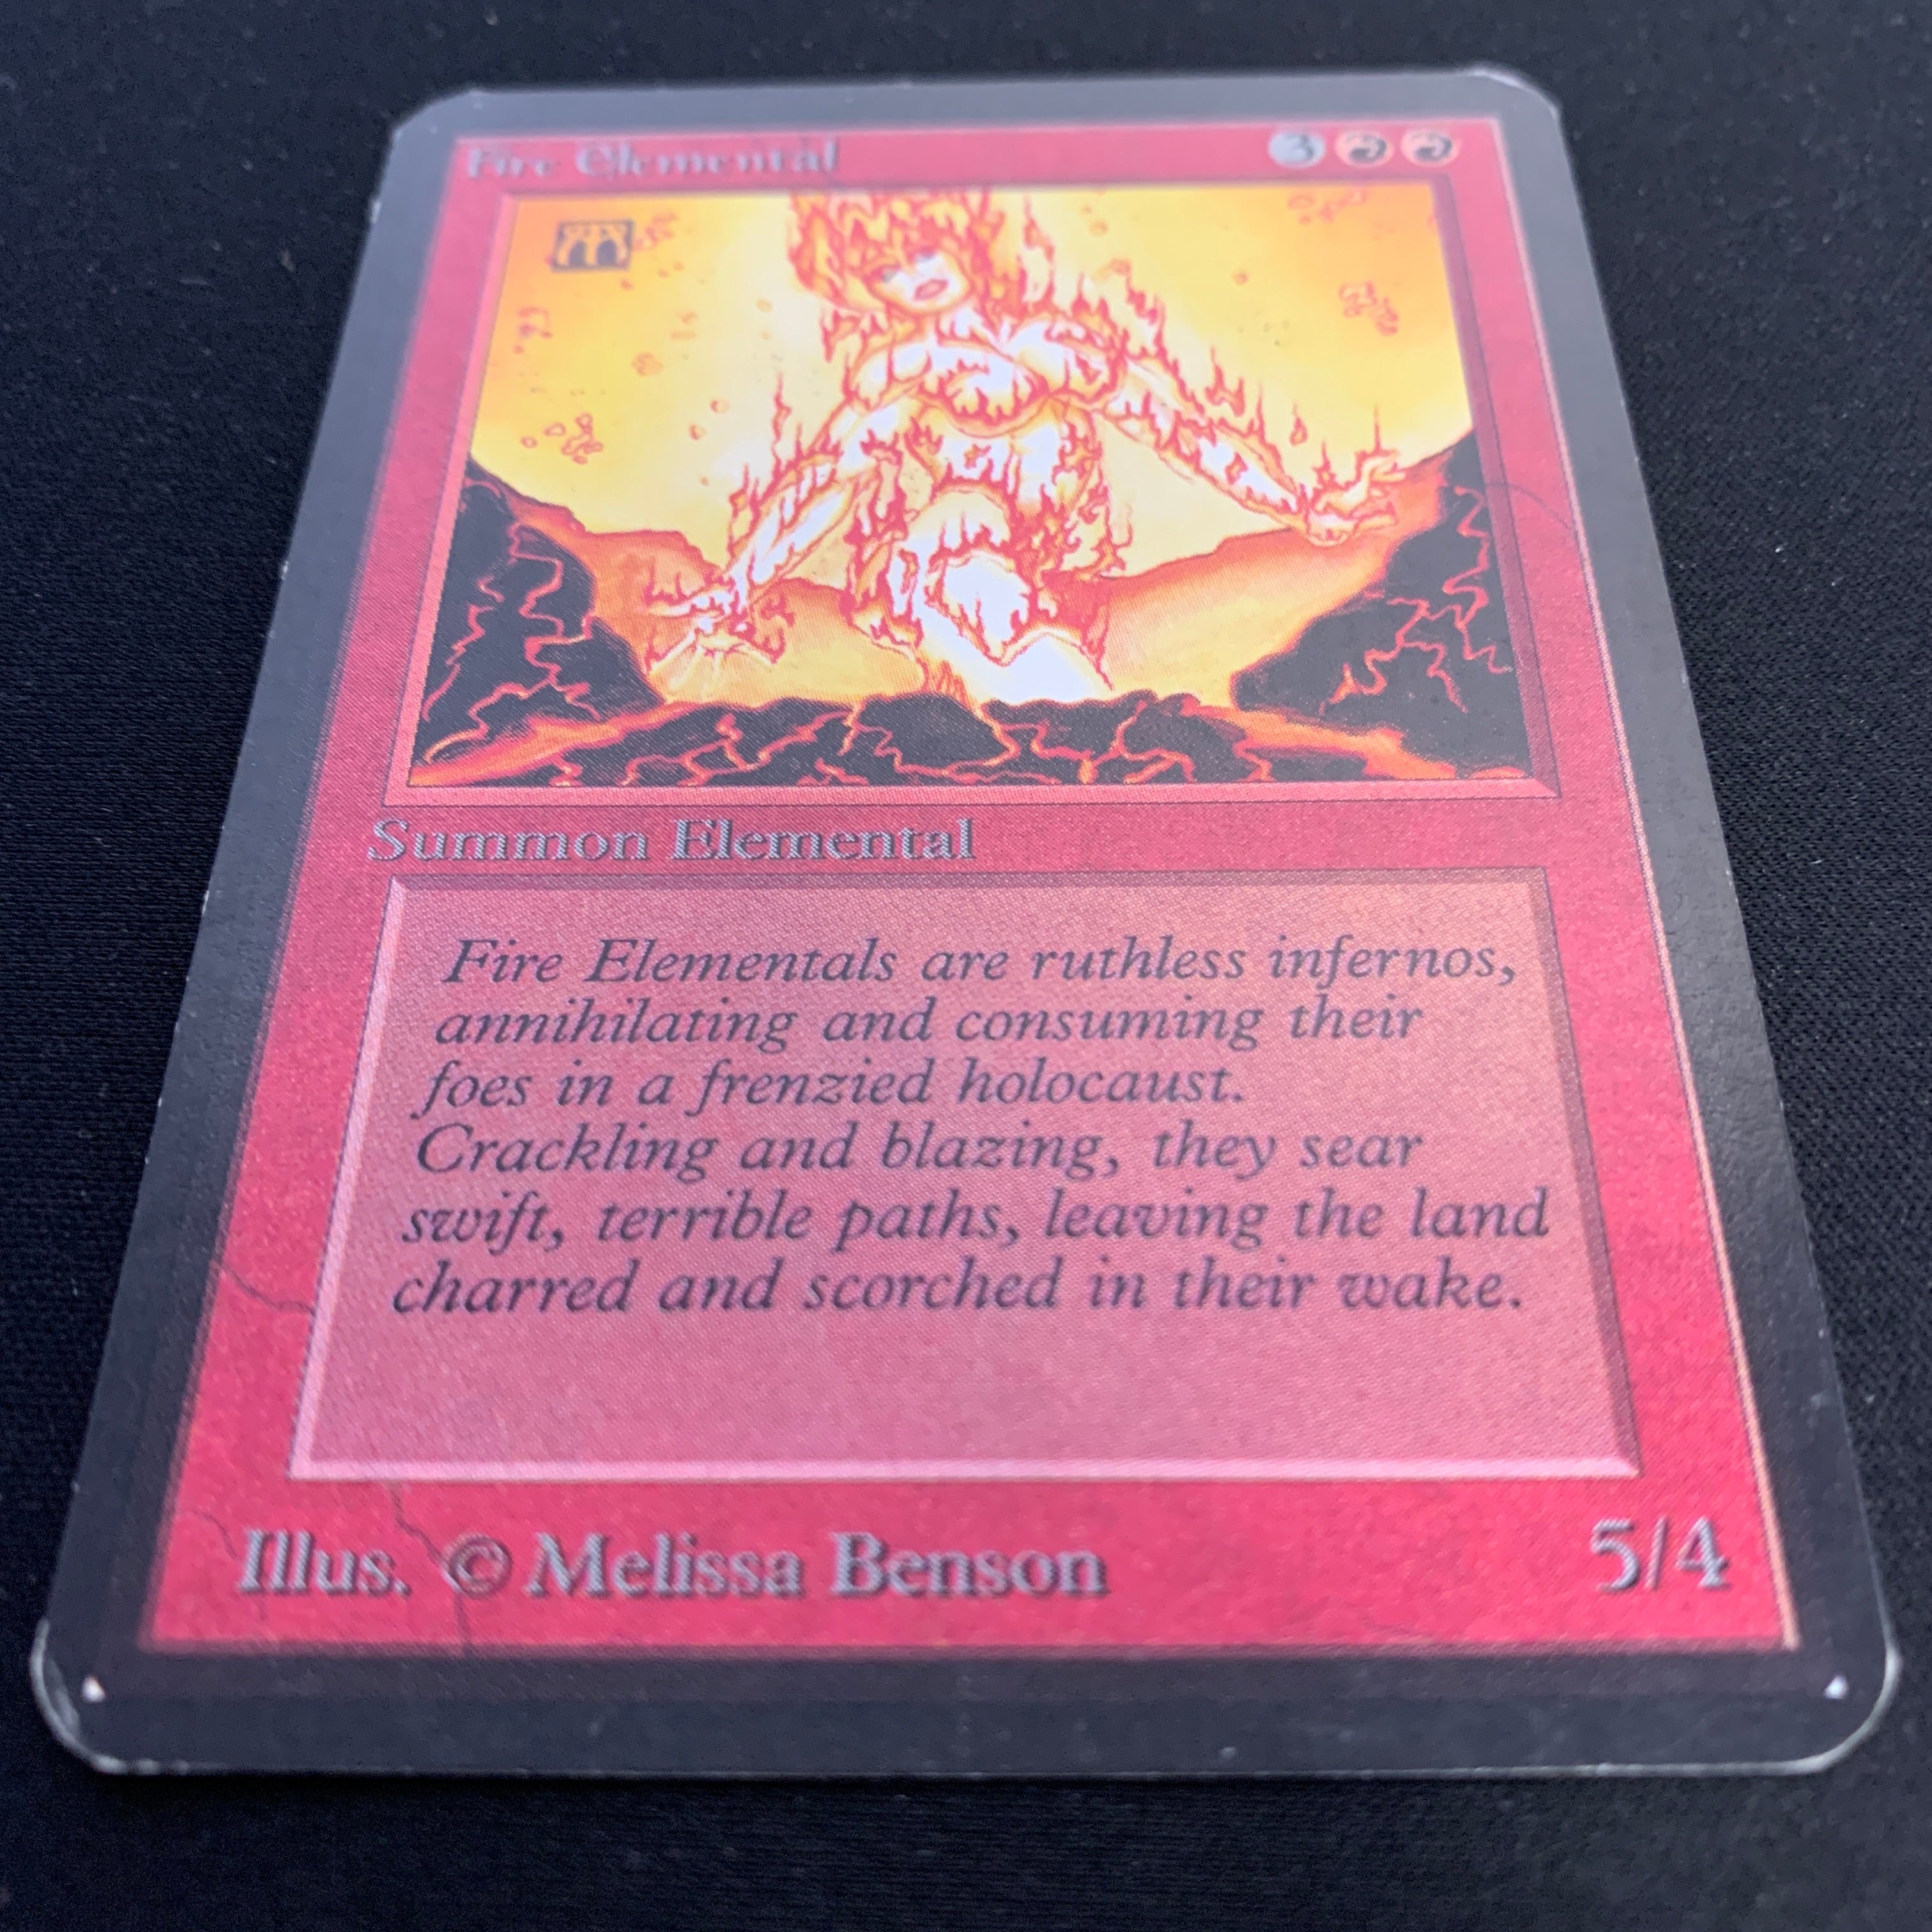 Fire Elemental 3
Summon Elemental
Fire Elementals are ruthless infernos,
annihilating and consuming their
foes in a frenzied holocaust.
Crackling and blazing, they sear
swift, terrible paths, leaving the land
charred and scorched in their wake.
Illus. © Melissa Benson 5/4